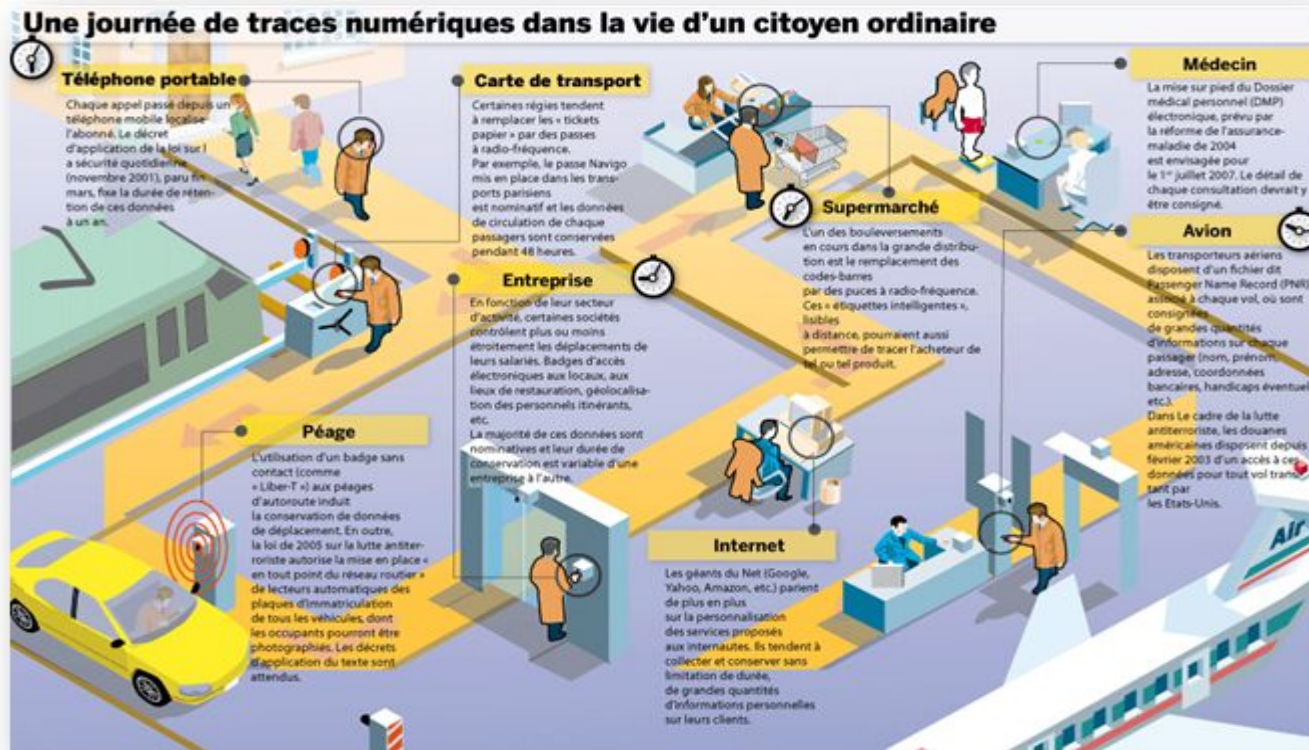 Une journée de traces numériques dans la vie d'un citoyen ordinaire
Téléphone portable
Chaque appel passé depuis un
téléphone mobile localise
l'abonné. Le décret
d'application de la loi sur l
a sécurité quotidienne
(novembre 2001), paru fin
mars, fixe la durée de réten-
tion de ces données
à un an.
Carte de transport
Certaines régies tendent
à remplacer les « tickets
papier » par des passes
à radio-fréquence.
Par exemple, le passe Navigo
mis en place dans les trans-
ports parisiens
est nominatif et les données
de circulation de chaque
passagers sont conservées
pendant 48 heures.
Entreprise
En fonction de leur secteur
d'activité, certaines sociétés
contrôlent plus ou moins
étroitement les déplacements de
leurs salariés. Badges d'accès
électroniques aux locaux, aux
lieux de restauration, géolocalisa-
tion des personnels itinérants,
etc.
La majorité de ces données sont
nominatives et leur durée de
conservation est variable d'une
entreprise à l'autre.
Péage
L'utilisation d'un badge sans
contact (comme
« Liber-T ») aux péages
d'autoroute induit
la conservation de données
de déplacement. En outre,
la loi de 2005 sur la lutte antiter-
roriste autorise la mise en place «
en tout point du réseau routier »
de lecteurs automatiques des
plaques d'immatriculation
de tous les véhicules, dont
les occupants pourront être
photographiés. Les décrets
d'application du texte sont
attendus.
Supermarché
L'un des bouleversements
en cours dans la grande distribu-
tion est le remplacement des
codes-barres
par des puces à radio-fréquence.
Ces « étiquettes intelligentes »,
lisibles
à distance, pourraient aussi
permettre de tracer l'acheteur de
tel ou tel produit.
Internet
Les géants du Net (Google,
Yahoo, Amazon, etc.) parient
de plus en plus
sur la personnalisation
des services proposés
aux internautes. Ils tendent à
collecter et conserver sans
limitation de durée,
de grandes quantités
d'informations personnelles
sur leurs clients.
Médecin
La mise sur pied du Dossier
médical personnel (DMP)
électronique, prévu par
la réforme de l'assurance-
maladie de 2004
est envisagée pour
le 1er juillet 2007. Le détail de
chaque consultation devrait y
être consigné.
Avion
Les transporteurs aériens
disposent d'un fichier dit
Passenger Name Record (PNR)
associé à chaque vol, où sont
consignées
de grandes quantités
d'informations sur chaque
passager (nom, prénom,
adresse, coordonnées
bancaires, handicaps éventuel
etc.).
Dans Le cadre de la lutte
antiterroriste, les douanes
américaines disposent depuis
février 2003 d'un accès à ces
données pour tout vol transi
tant par
les Etats-Unis.
Air